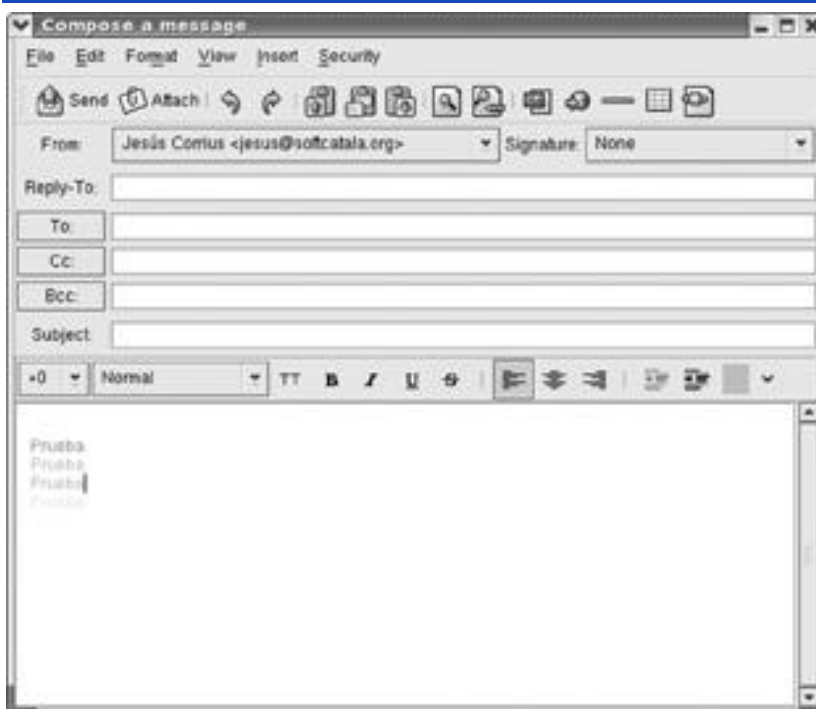 Compose a message
File Edit Format View Insert Security
Send Attach
From: Jesús Corrius <jesus@softcatala.org> Signature: None
Reply-To:
To:
Cc:
Bcc:
Subject:
+0 Normal TT B I U S
Prueba
Prueba
Prueba
Prueba